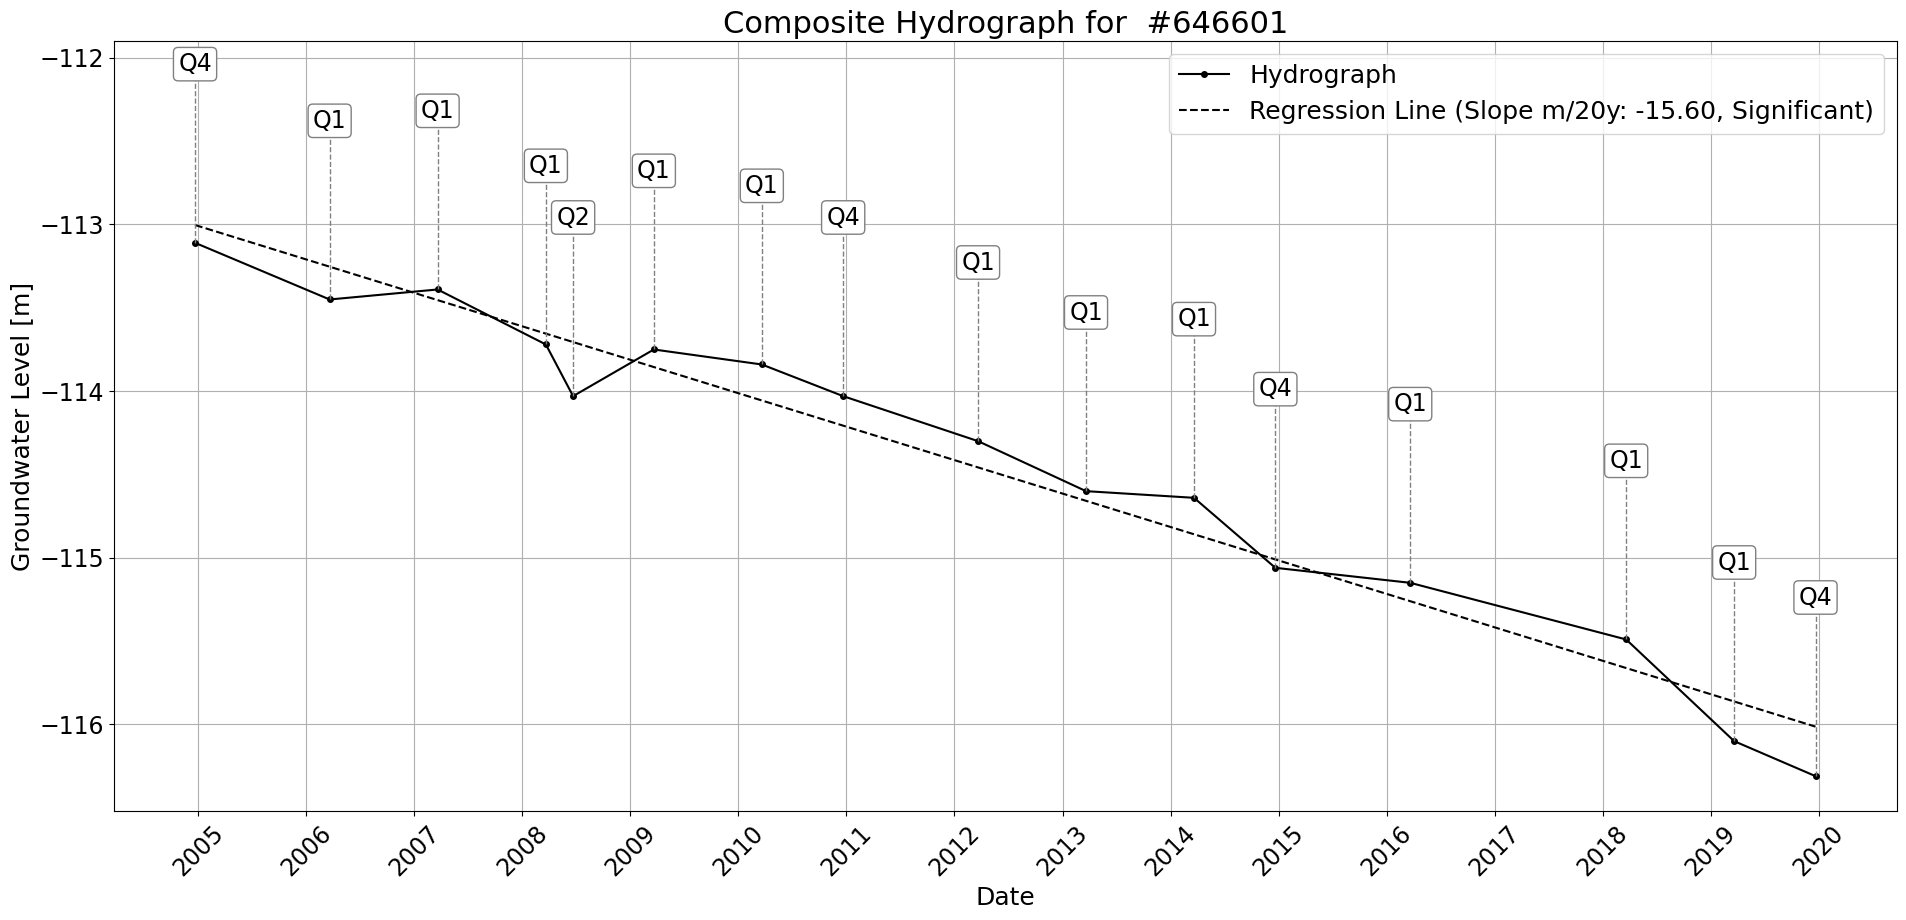 Composite Hydrograph for  #646601
Hydrograph
Regression Line (Slope m/20y: -15.60, Significant)
Groundwater Level [m]
−112
−113
−114
−115
−116
Q4
Q1
Q1
Q1
Q2
Q1
Q1
Q4
Q1
Q1
Q1
Q4
Q1
Q1
Q1
Q4
2005
2006
2007
2008
2009
2010
2011
2012
2013
2014
2015
2016
2017
2018
2019
2020
Date